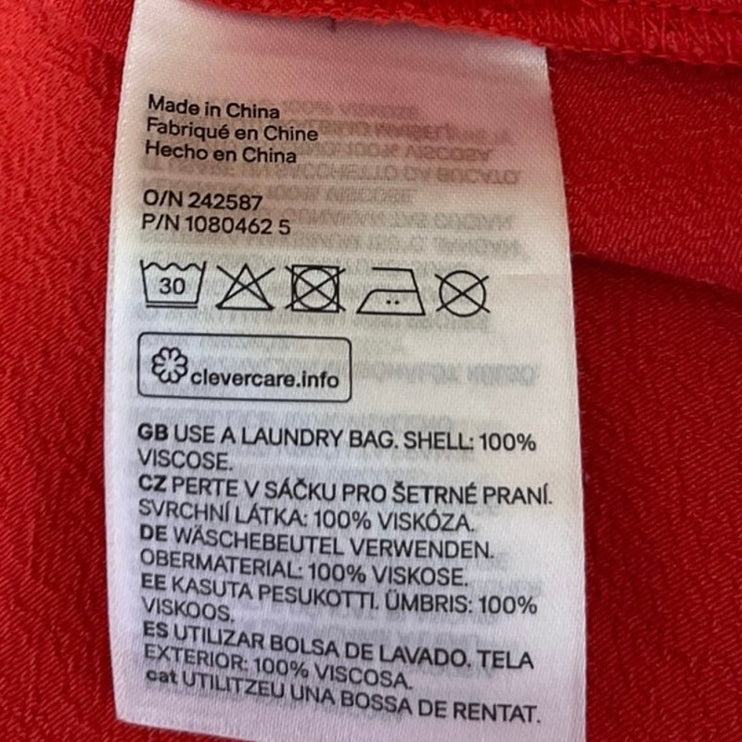 Made in China
Fabriqué en Chine
Hecho en China
O/N 242587
P/N 1080462 5
30
clevercare.info
GB USE A LAUNDRY BAG. SHELL: 100%
VISCOSE.
CZ PERTE V SÁČKU PRO ŠETRNÉ PRANÍ.
SVRCHNÍ LÁTKA: 100% VISKÓZA.
DE WÄSCHEBEUTEL VERWENDEN.
OBERMATERIAL: 100% VISKOSE.
EE KASUTA PESUKOTTI. ÜMBRIS: 100%
VISKOOS.
ES UTILIZAR BOLSA DE LAVADO. TELA
EXTERIOR: 100% VISCOSA.
cat UTILITZEU UNA BOSSA DE RENTAT.